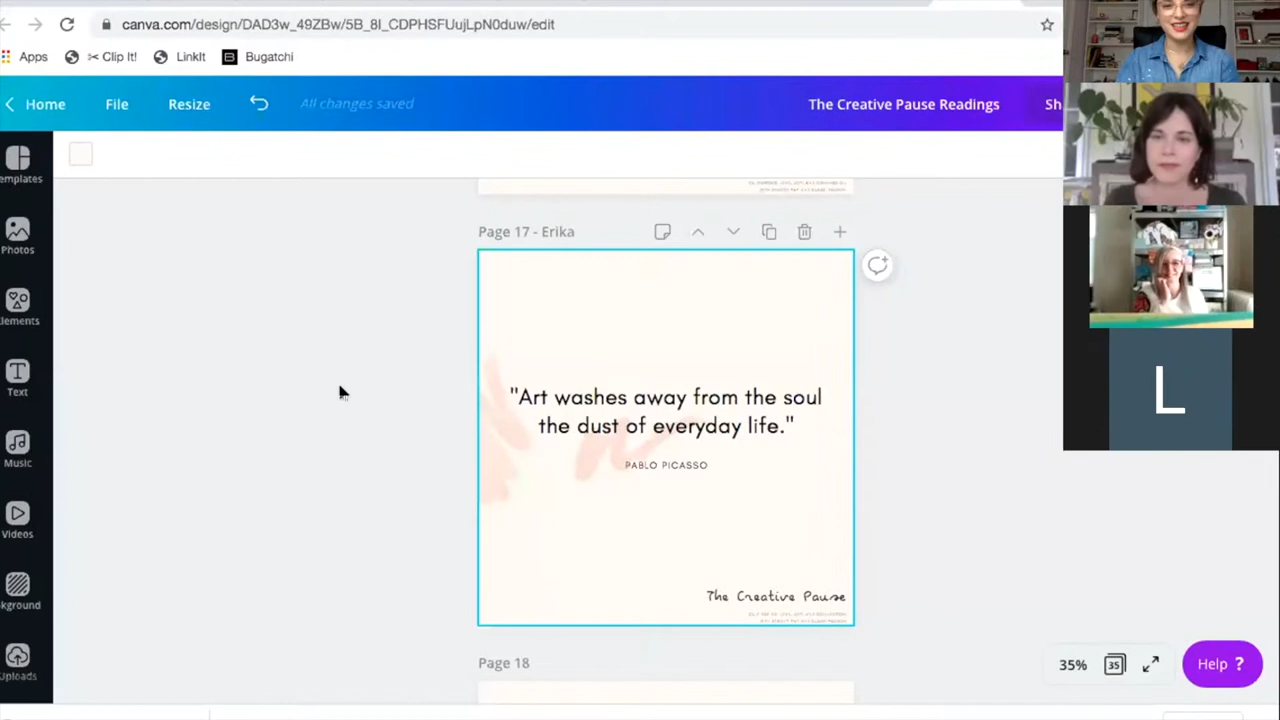 canva.com/design/DAD3w_49ZBw/5B_8I_CDPHSFUujLpN0duw/edit
Apps
✂ Clip It!
LinkIt
B
Bugatchi
Home
File
Resize
All changes saved
The Creative Pause Readings
Sh
emplates
Photos
Elements
Text
Music
Videos
kground
Uploads
Page 17 - Erika
"Art washes away from the soul
the dust of everyday life."
PABLO PICASSO
The Creative Pause
Page 18
35%
35
Help ?
L